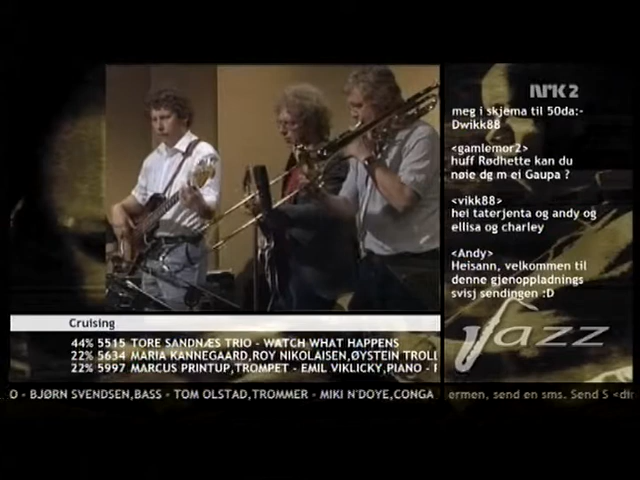 NRK2
meg i skjema til 50da:-
Dwikk88
<gamlemor2>
huff Rødhette kan du
nøie dg m ei Gaupa ?
<vikk88>
hei taterjenta og andy og
ellisa og charley
<Andy>
Heisann, velkommen til
denne gjenoppladnings
svisj sendingen :D
Jazz
Cruising
44% 5515 TORE SANDNÆS TRIO - WATCH WHAT HAPPENS
22% 5634 MARIA KANNEGAARD,ROY NIKOLAISEN,ØYSTEIN TROLL
22% 5997 MARCUS PRINTUP,TROMPET - EMIL VIKLICKY,PIANO -
O - BJØRN SVENDSEN,BASS - TOM OLSTAD,TROMMER - MIKI N'DOYE,CONGA
ermen, send en sms. Send S <di